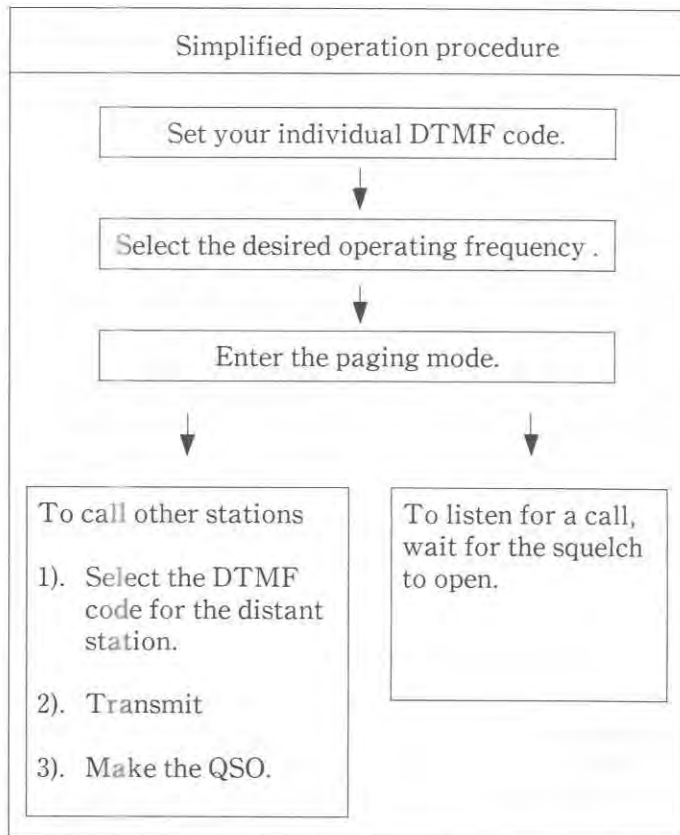 Simplified operation procedure
Set your individual DTMF code.
Select the desired operating frequency .
Enter the paging mode.
To call other stations
1). Select the DTMF
code for the distant
station.
2). Transmit
3). Make the QSO.
To listen for a call,
wait for the squelch
to open.